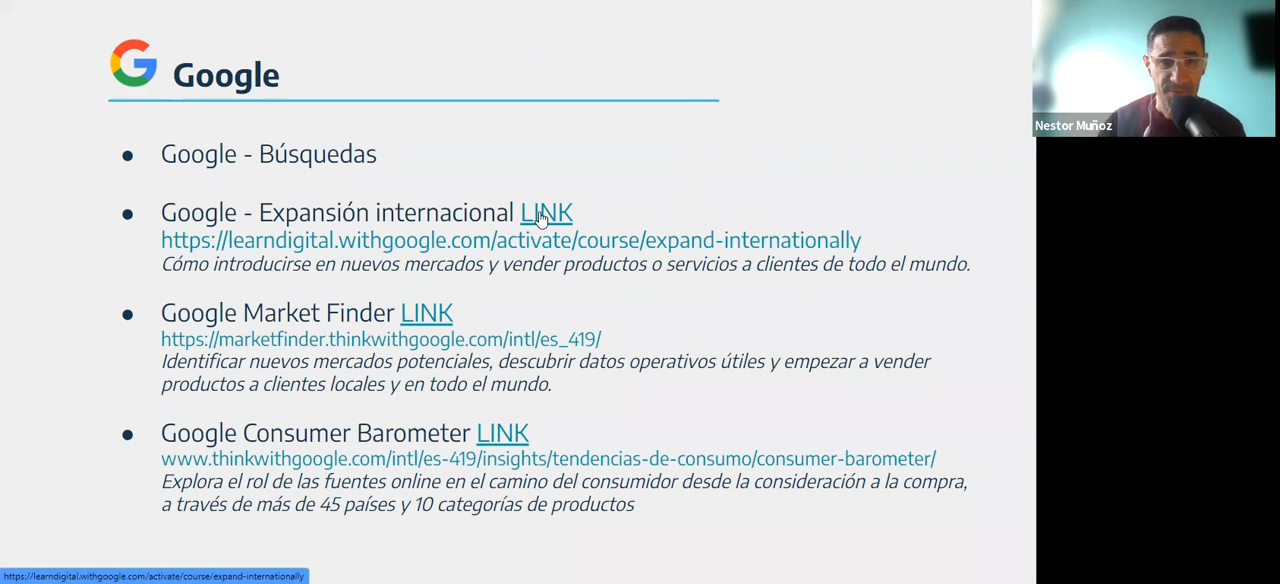 Google
● Google - Búsquedas
● Google - Expansión internacional LINK
https://learndigital.withgoogle.com/activate/course/expand-internationally
Cómo introducirse en nuevos mercados y vender productos o servicios a clientes de todo el mundo.
● Google Market Finder LINK
https://marketfinder.thinkwithgoogle.com/intl/es_419/
Identificar nuevos mercados potenciales, descubrir datos operativos útiles y empezar a vender
productos a clientes locales y en todo el mundo.
● Google Consumer Barometer LINK
www.thinkwithgoogle.com/intl/es-419/insights/tendencias-de-consumo/consumer-barometer/
Explora el rol de las fuentes online en el camino del consumidor desde la consideración a la compra,
a través de más de 45 países y 10 categorías de productos
Nestor Muñoz
https://learndigital.withgoogle.com/activate/course/expand-internationally